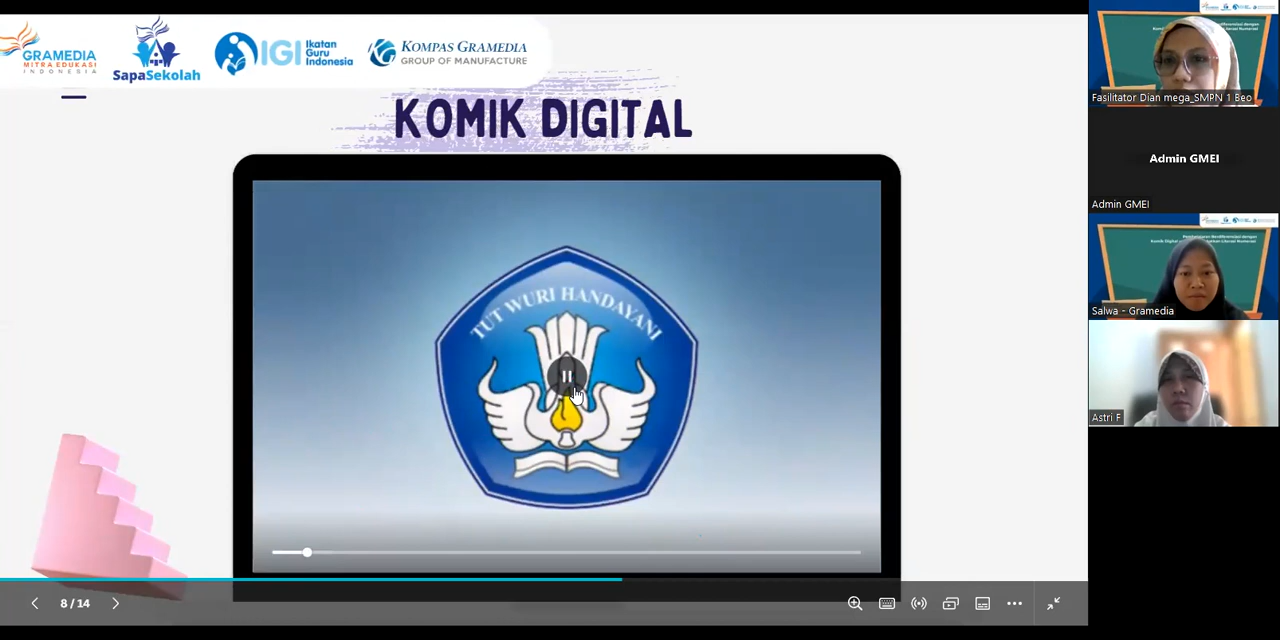 GRAMEDIA
MITRA EDUKASI
INDONESIA
SapaSekolah
IGI Ikatan
Guru
Indonesia
KOMPAS GRAMEDIA
GROUP OF MANUFACTURE
KOMIK DIGITAL
TUT WURI HANDAYANI
8 / 14
Fasilitator Dian mega_SMPN 1 Beo
Admin GMEI
Admin GMEI
Salwa - Gramedia
Astri F